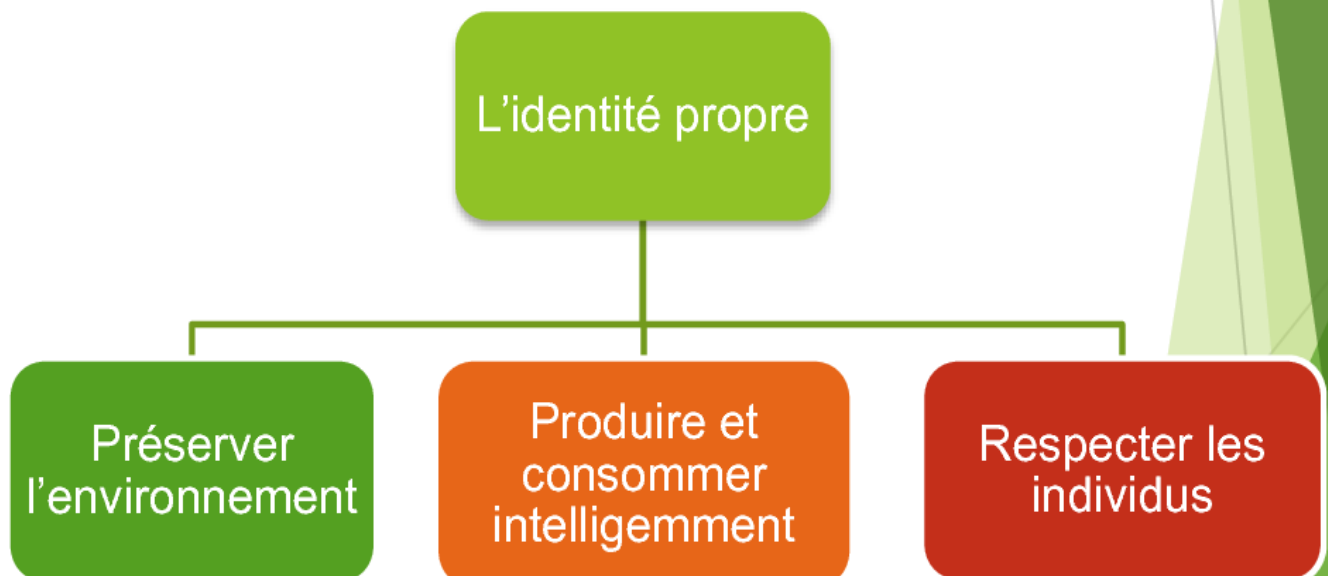 L’identité propre
Préserver
l’environnement
Produire et
consommer
intelligemment
Respecter les
individus